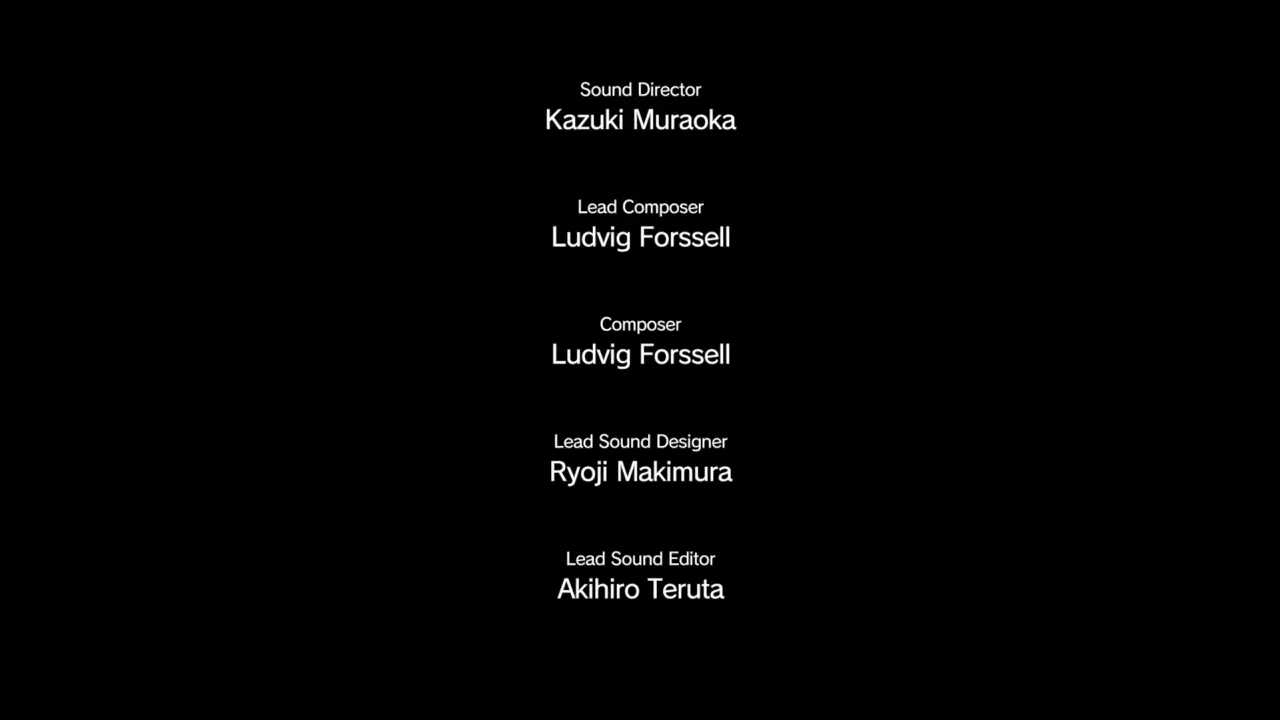 Sound Director
Kazuki Muraoka
Lead Composer
Ludvig Forssell
Composer
Ludvig Forssell
Lead Sound Designer
Ryoji Makimura
Lead Sound Editor
Akihiro Teruta